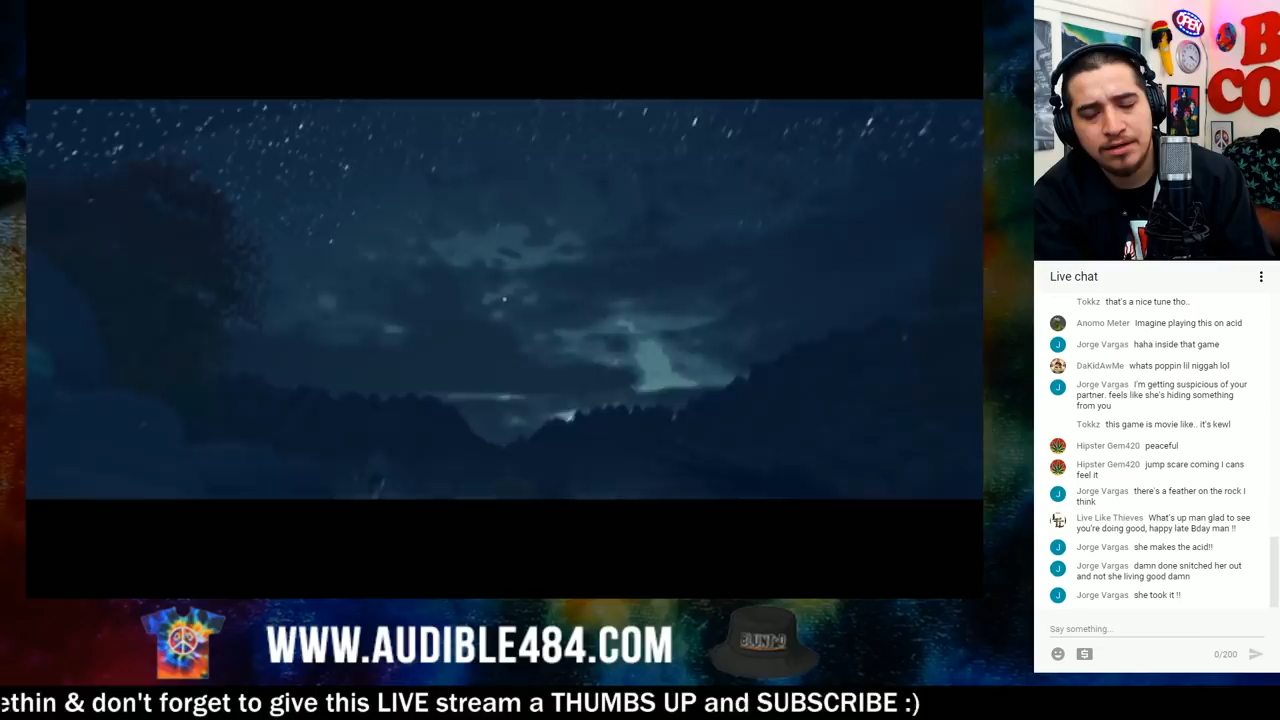 OPEN
B
CO
Live chat
Tokkz that's a nice tune tho..
Anomo Meter Imagine playing this on acid
Jorge Vargas haha inside that game
DaKidAwMe whats poppin lil niggah lol
Jorge Vargas I'm getting suspicious of your
partner. feels like she's hiding something
from you
Tokkz this game is movie like.. it's kewl
Hipster Gem420 peaceful
Hipster Gem420 jump scare coming I cans
feel it
Jorge Vargas there's a feather on the rock I
think
Live Like Thieves What's up man glad to see
you're doing good, happy late Bday man !!
Jorge Vargas she makes the acid!!
Jorge Vargas damn done snitched her out
and not she living good damn
Jorge Vargas she took it !!
Say something...
0/200
WWW.AUDIBLE484.COM
ethin & don't forget to give this LIVE stream a THUMBS UP and SUBSCRIBE :)